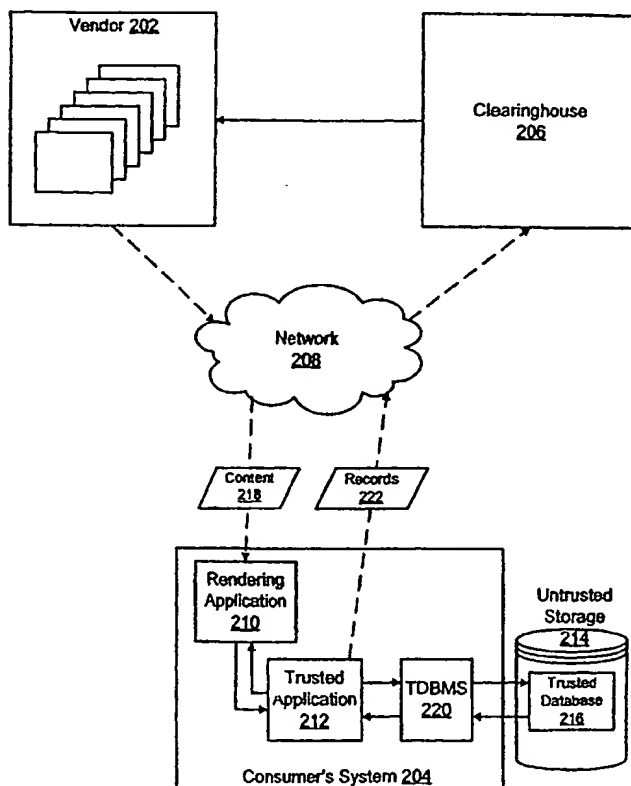 Vendor 202
Clearinghouse
206
Network
208
Content
218
Records
222
Rendering
Application
210
Untrusted
Storage
214
Trusted
Application
212
TDBMS
220
Trusted
Database
216
Consumer's System 204